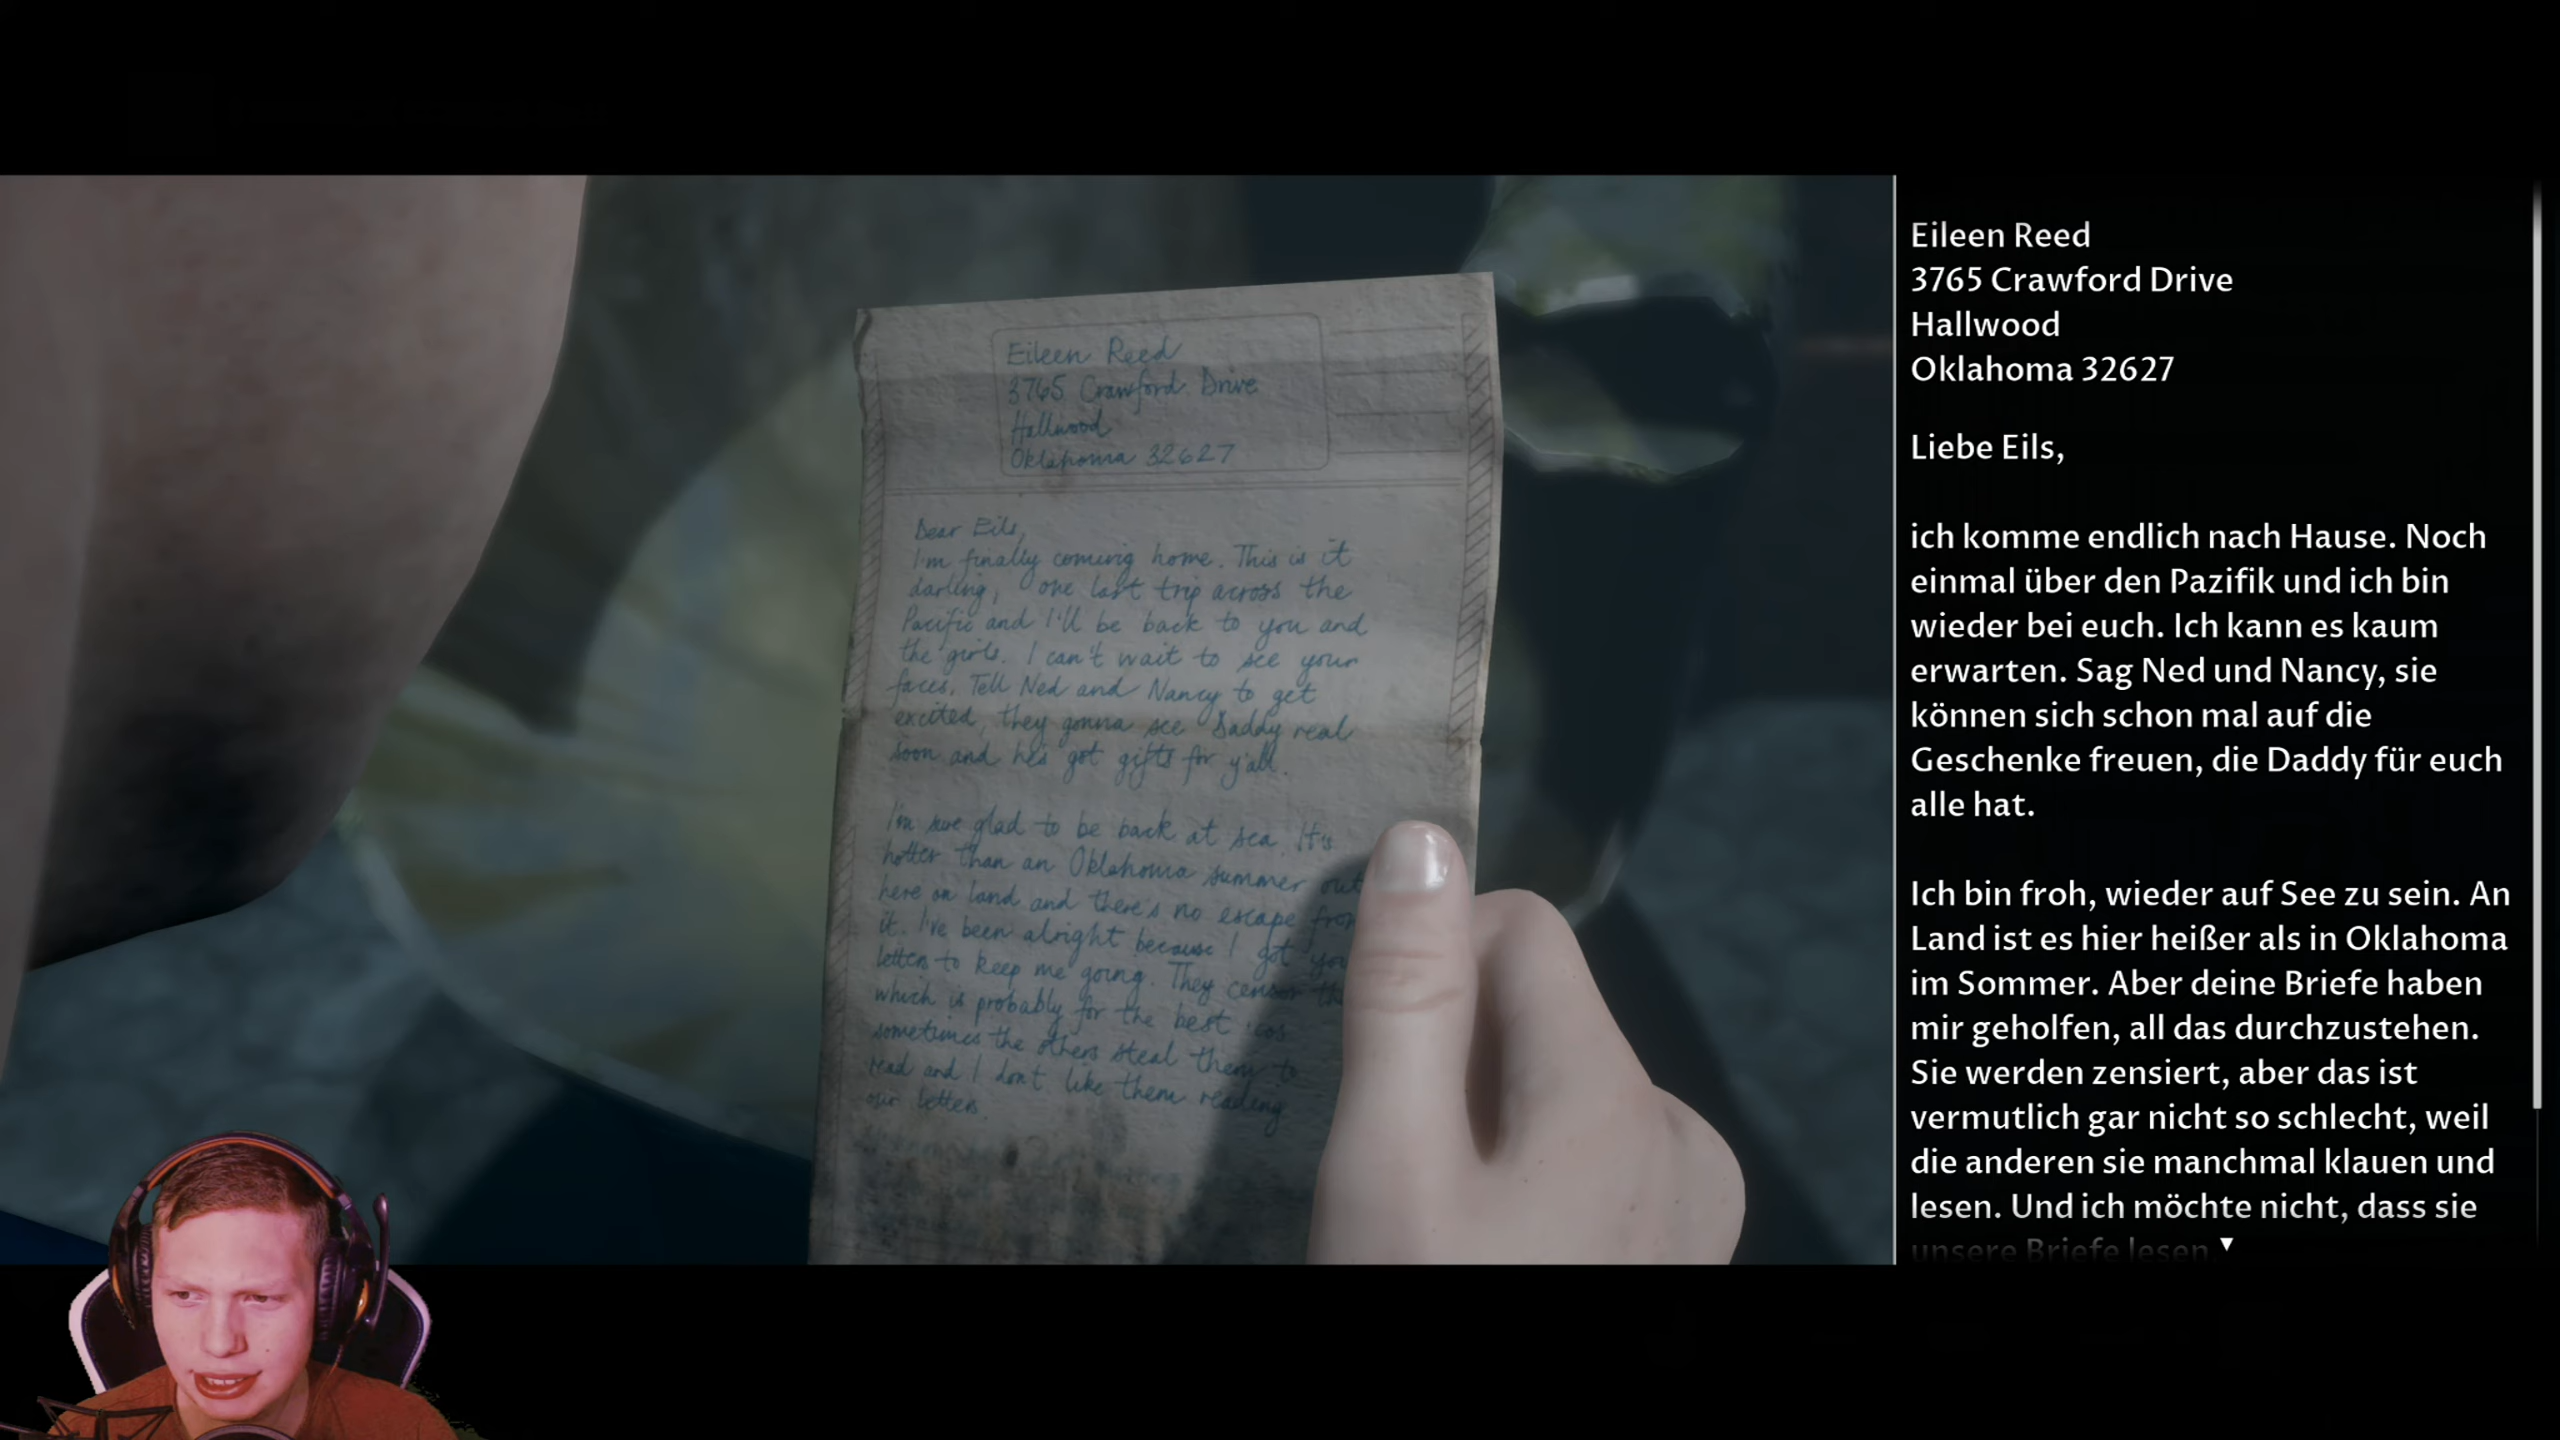 Eileen Reed
3765 Crawford Drive
Hallwood
Oklahoma 32627
Dear Eils,
I'm finally coming home. This is it
darling, one last trip across the
Pacific and I'll be back to you and
the girls. I can't wait to see your
faces. Tell Ned and Nancy to get
excited, they gonna see Daddy real
soon and he's got gifts for y'all.
I'm sure glad to be back at sea. It's
hotter than an Oklahoma summer out
here on land and there's no escape from
it. I've been alright because I got
letters to keep me going. They censor
which is probably for the best 'cos
sometimes the others steal them to
read and I don't like them reading
our letters.
Eileen Reed
3765 Crawford Drive
Hallwood
Oklahoma 32627
Liebe Eils,
ich komme endlich nach Hause. Noch
einmal über den Pazifik und ich bin
wieder bei euch. Ich kann es kaum
erwarten. Sag Ned und Nancy, sie
können sich schon mal auf die
Geschenke freuen, die Daddy für euch
alle hat.
Ich bin froh, wieder auf See zu sein. An
Land ist es hier heißer als in Oklahoma
im Sommer. Aber deine Briefe haben
mir geholfen, all das durchzustehen.
Sie werden zensiert, aber das ist
vermutlich gar nicht so schlecht, weil
die anderen sie manchmal klauen und
lesen. Und ich möchte nicht, dass sie
unsere Briefe lesen.